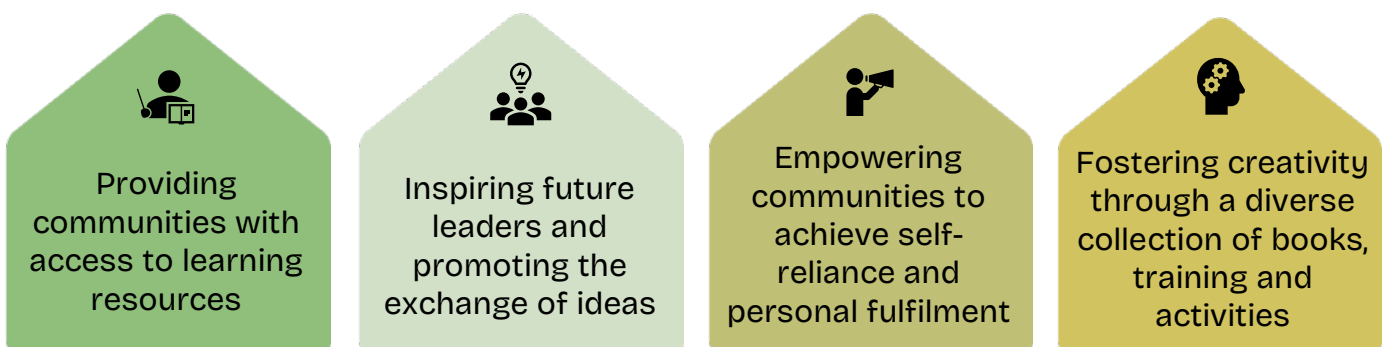 Providing
communities with
access to learning
resources
Inspiring future
leaders and
promoting the
exchange of ideas
Empowering
communities to
achieve self-
reliance and
personal fulfilment
Fostering creativity
through a diverse
collection of books,
training and
activities